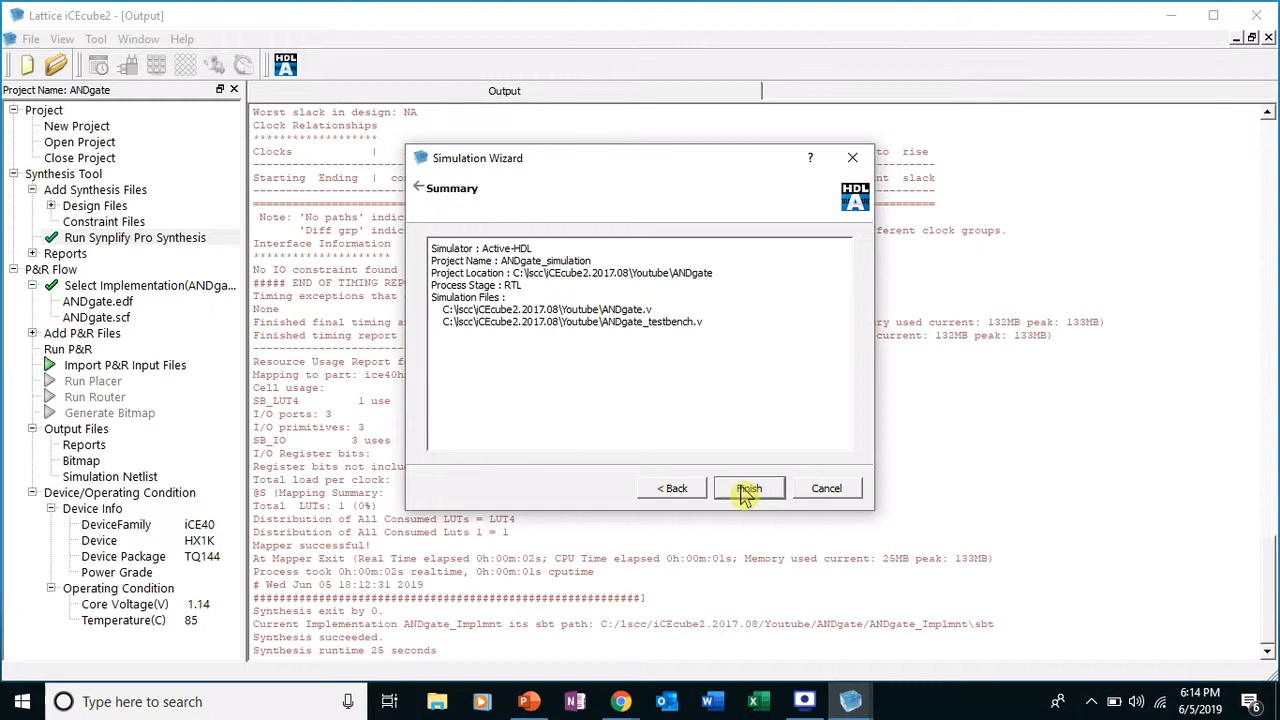 Lattice iCEcube2 - [Output]
File View Tool Window Help
Project Name: ANDgate
Output
Project
New Project
Open Project
Close Project
Synthesis Tool
Add Synthesis Files
Design Files
Constraint Files
Run Symplify Pro Synthesis
Reports
P&R Flow
Select Implementation(ANDga...
ANDgate.edf
ANDgate.scf
Add P&R Files
Run P&R
Import P&R Input Files
Run Placer
Run Router
Generate Bitmap
Output Files
Reports
Bitmap
Simulation Netlist
Device/Operating Condition
Device Info
DeviceFamily iCE40
Device HX1K
Device Package TQ144
Power Grade
Operating Condition
Core Voltage(V) 1.14
Temperature(C) 85
Worst slack in design: NA
Clock Relationships
*******************
Clocks | to rise
Starting Ending | slack
Note: 'No paths'
'Diff grp' ferent clock groups.
Interface Information
*********************
No IO constraint found
##### END OF TIMING
Timing exceptions that
None
Finished final timing ry used current: 132MB peak: 133MB)
Finished timing report current: 132MB peak: 133MB)
Resource Usage Report
Mapping to part:
Cell usage:
SB_LUT4 1 use
I/O ports: 3
I/O primitives: 3
SB_IO 3 uses
I/O Register bits:
Register bits not
Total load per clock:
@S |Mapping Summary:
Total LUTs: 1 (0%)
Distribution of All Consumed LUTs = LUT4
Distribution of All Consumed Luts 1 = 1
Mapper successful!
At Mapper Exit (Real Time elapsed 0h:00m:02s; CPU Time elapsed 0h:00m:01s; Memory used current: 25MB peak: 133MB)
Process took 0h:00m:02s realtime, 0h:00m:01s cputime
# Wed Jun 05 18:12:31 2019
###########################################################]
Synthesis exit by 0.
Current Implementation ANDgate_Implmnt its sbt path: C:/lscc/iCEcube2.2017.08/Youtube/ANDgate/ANDgate_Implmnt\sbt
Synthesis succeeded.
Synthesis runtime 25 seconds
Simulation Wizard
Summary
HDL
A
Simulator : Active-HDL
Project Name : ANDgate_simulation
Project Location : C:\lscc\iCEcube2.2017.08\Youtube\ANDgate
Process Stage : RTL
Simulation Files :
C:\lscc\iCEcube2.2017.08\Youtube\ANDgate.v
C:\lscc\iCEcube2.2017.08\Youtube\ANDgate_testbench.v
< Back Finish Cancel
Type here to search
6:14 PM
6/5/2019
6